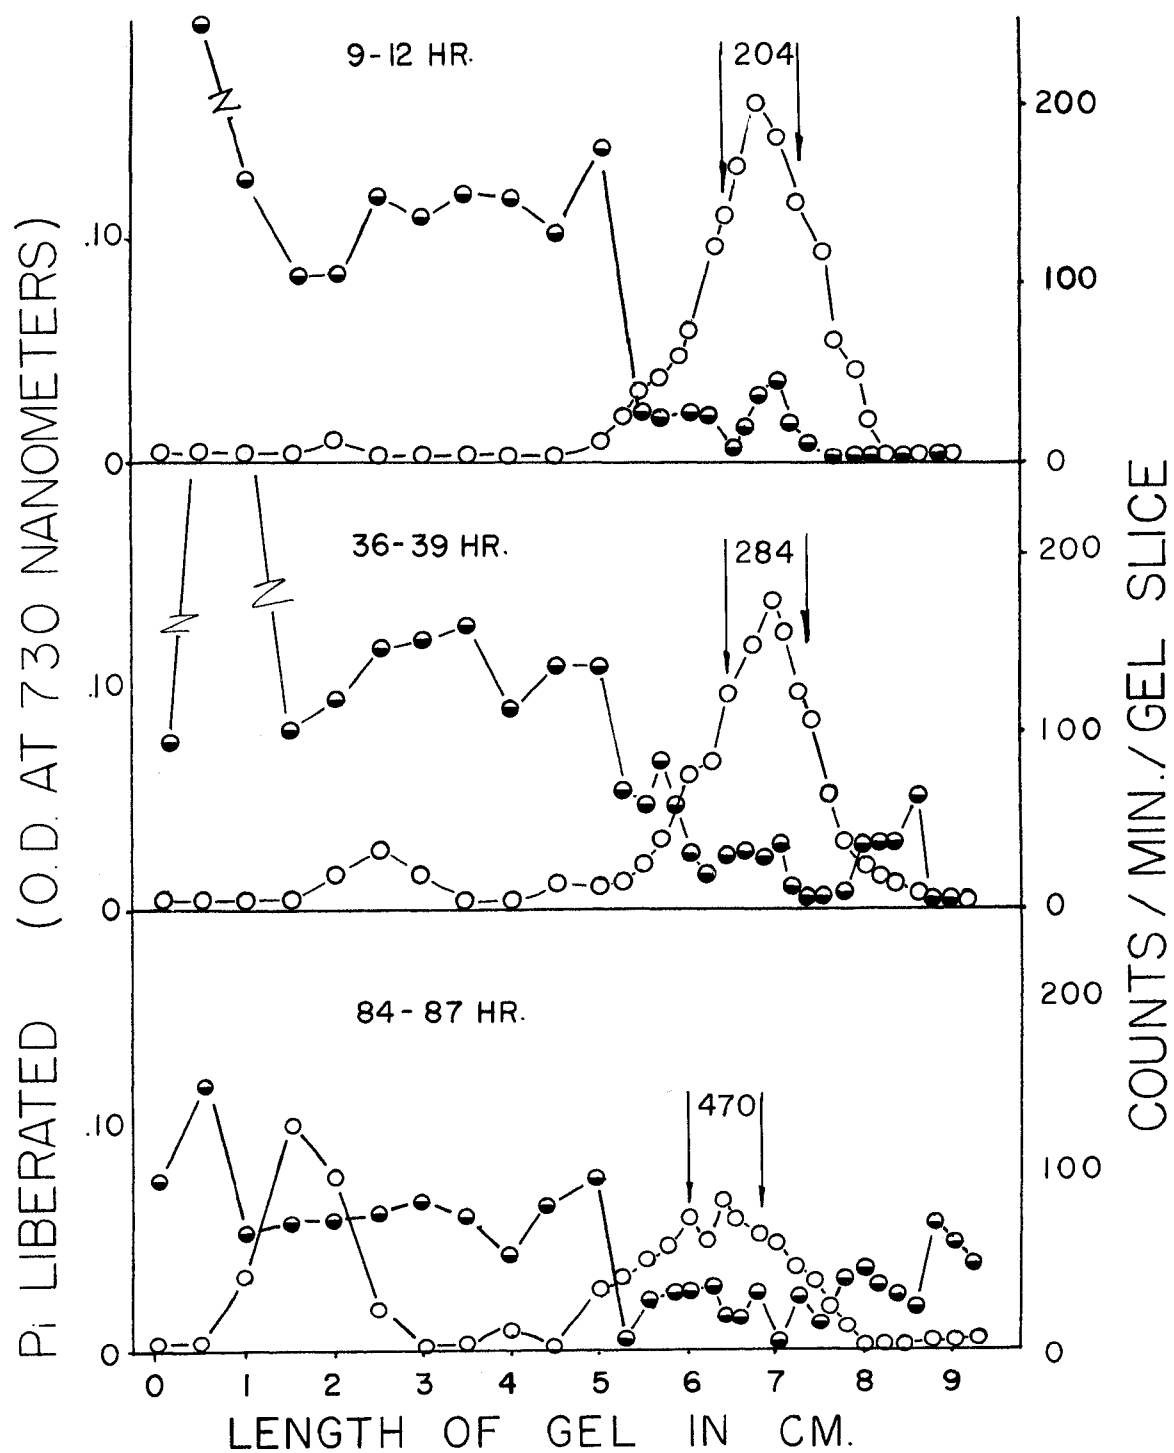 9-12 HR.
204
200
.10
100
0
0
36-39 HR.
284
200
.10
100
0
0
84-87 HR.
200
470
.10
100
0
0
0 1 2 3 4 5 6 7 8 9
LENGTH OF GEL IN CM.
Pi LIBERATED (O.D. AT 730 NANOMETERS)
COUNTS / MIN. / GEL SLICE